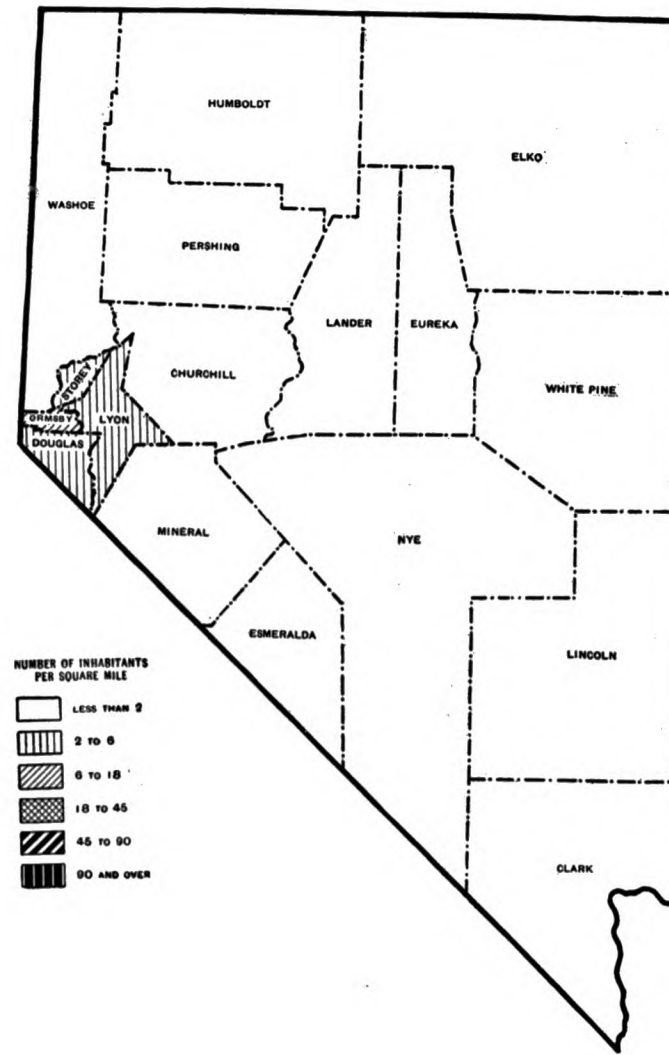 HUMBOLDT
ELKO
WASHOE
PERSHING
LANDER
EUREKA
CHURCHILL
STOREY
WHITE PINE
ORMSBY
LYON
DOUGLAS
MINERAL
NYE
ESMERALDA
LINCOLN
NUMBER OF INHABITANTS
PER SQUARE MILE
LESS THAN 2
2 TO 6
6 TO 18
18 TO 45
45 TO 90
90 AND OVER
CLARK